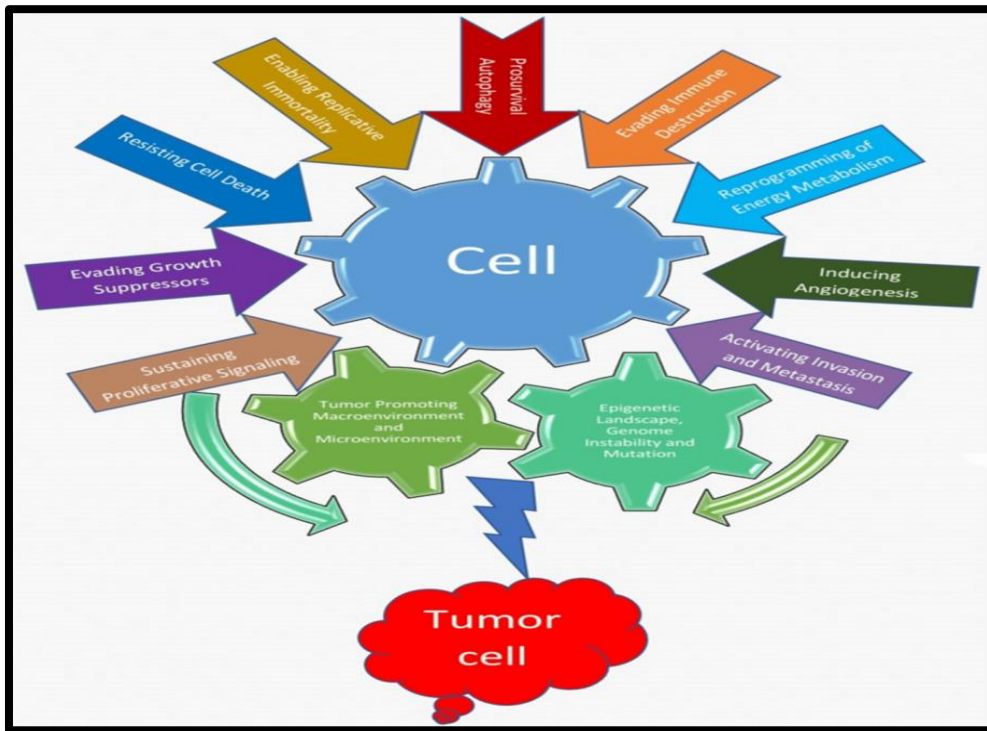 Prosurvival
Autophagy
Enabling Replicative
Immortality
Evading Immune
Destruction
Resisting Cell Death
Reprogramming of
Energy Metabolism
Cell
Evading Growth
Suppressors
Inducing
Angiogenesis
Sustaining
Proliferative Signaling
Activating Invasion
and Metastasis
Tumor Promoting
Macroenvironment
and
Microenvironment
Epigenetic
Landscape,
Genome
Instability and
Mutation
Tumor
cell